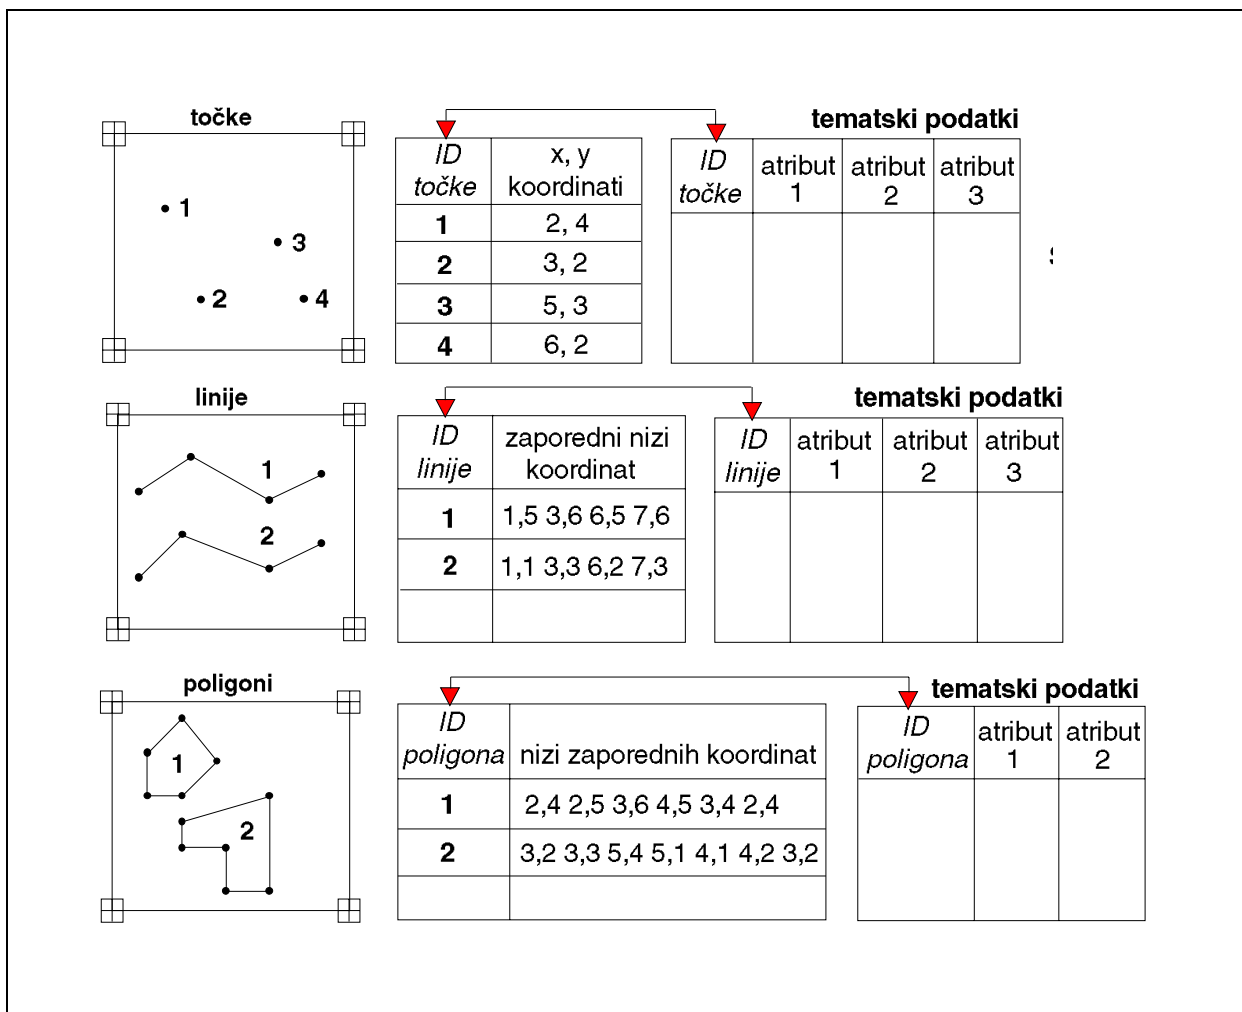 točke
1
3
2
4
ID
točke
x, y
koordinati
1
2, 4
2
3, 2
3
5, 3
4
6, 2
tematski podatki
ID
točke
atribut
1
atribut
2
atribut
3
linije
1
2
ID
linije
zaporedni nizi
koordinat
1
1,5 3,6 6,5 7,6
2
1,1 3,3 6,2 7,3
tematski podatki
ID
linije
atribut
1
atribut
2
atribut
3
poligoni
1
2
ID
poligona
nizi zaporednih koordinat
1
2,4 2,5 3,6 4,5 3,4 2,4
2
3,2 3,3 5,4 5,1 4,1 4,2 3,2
tematski podatki
ID
poligona
atribut
1
atribut
2